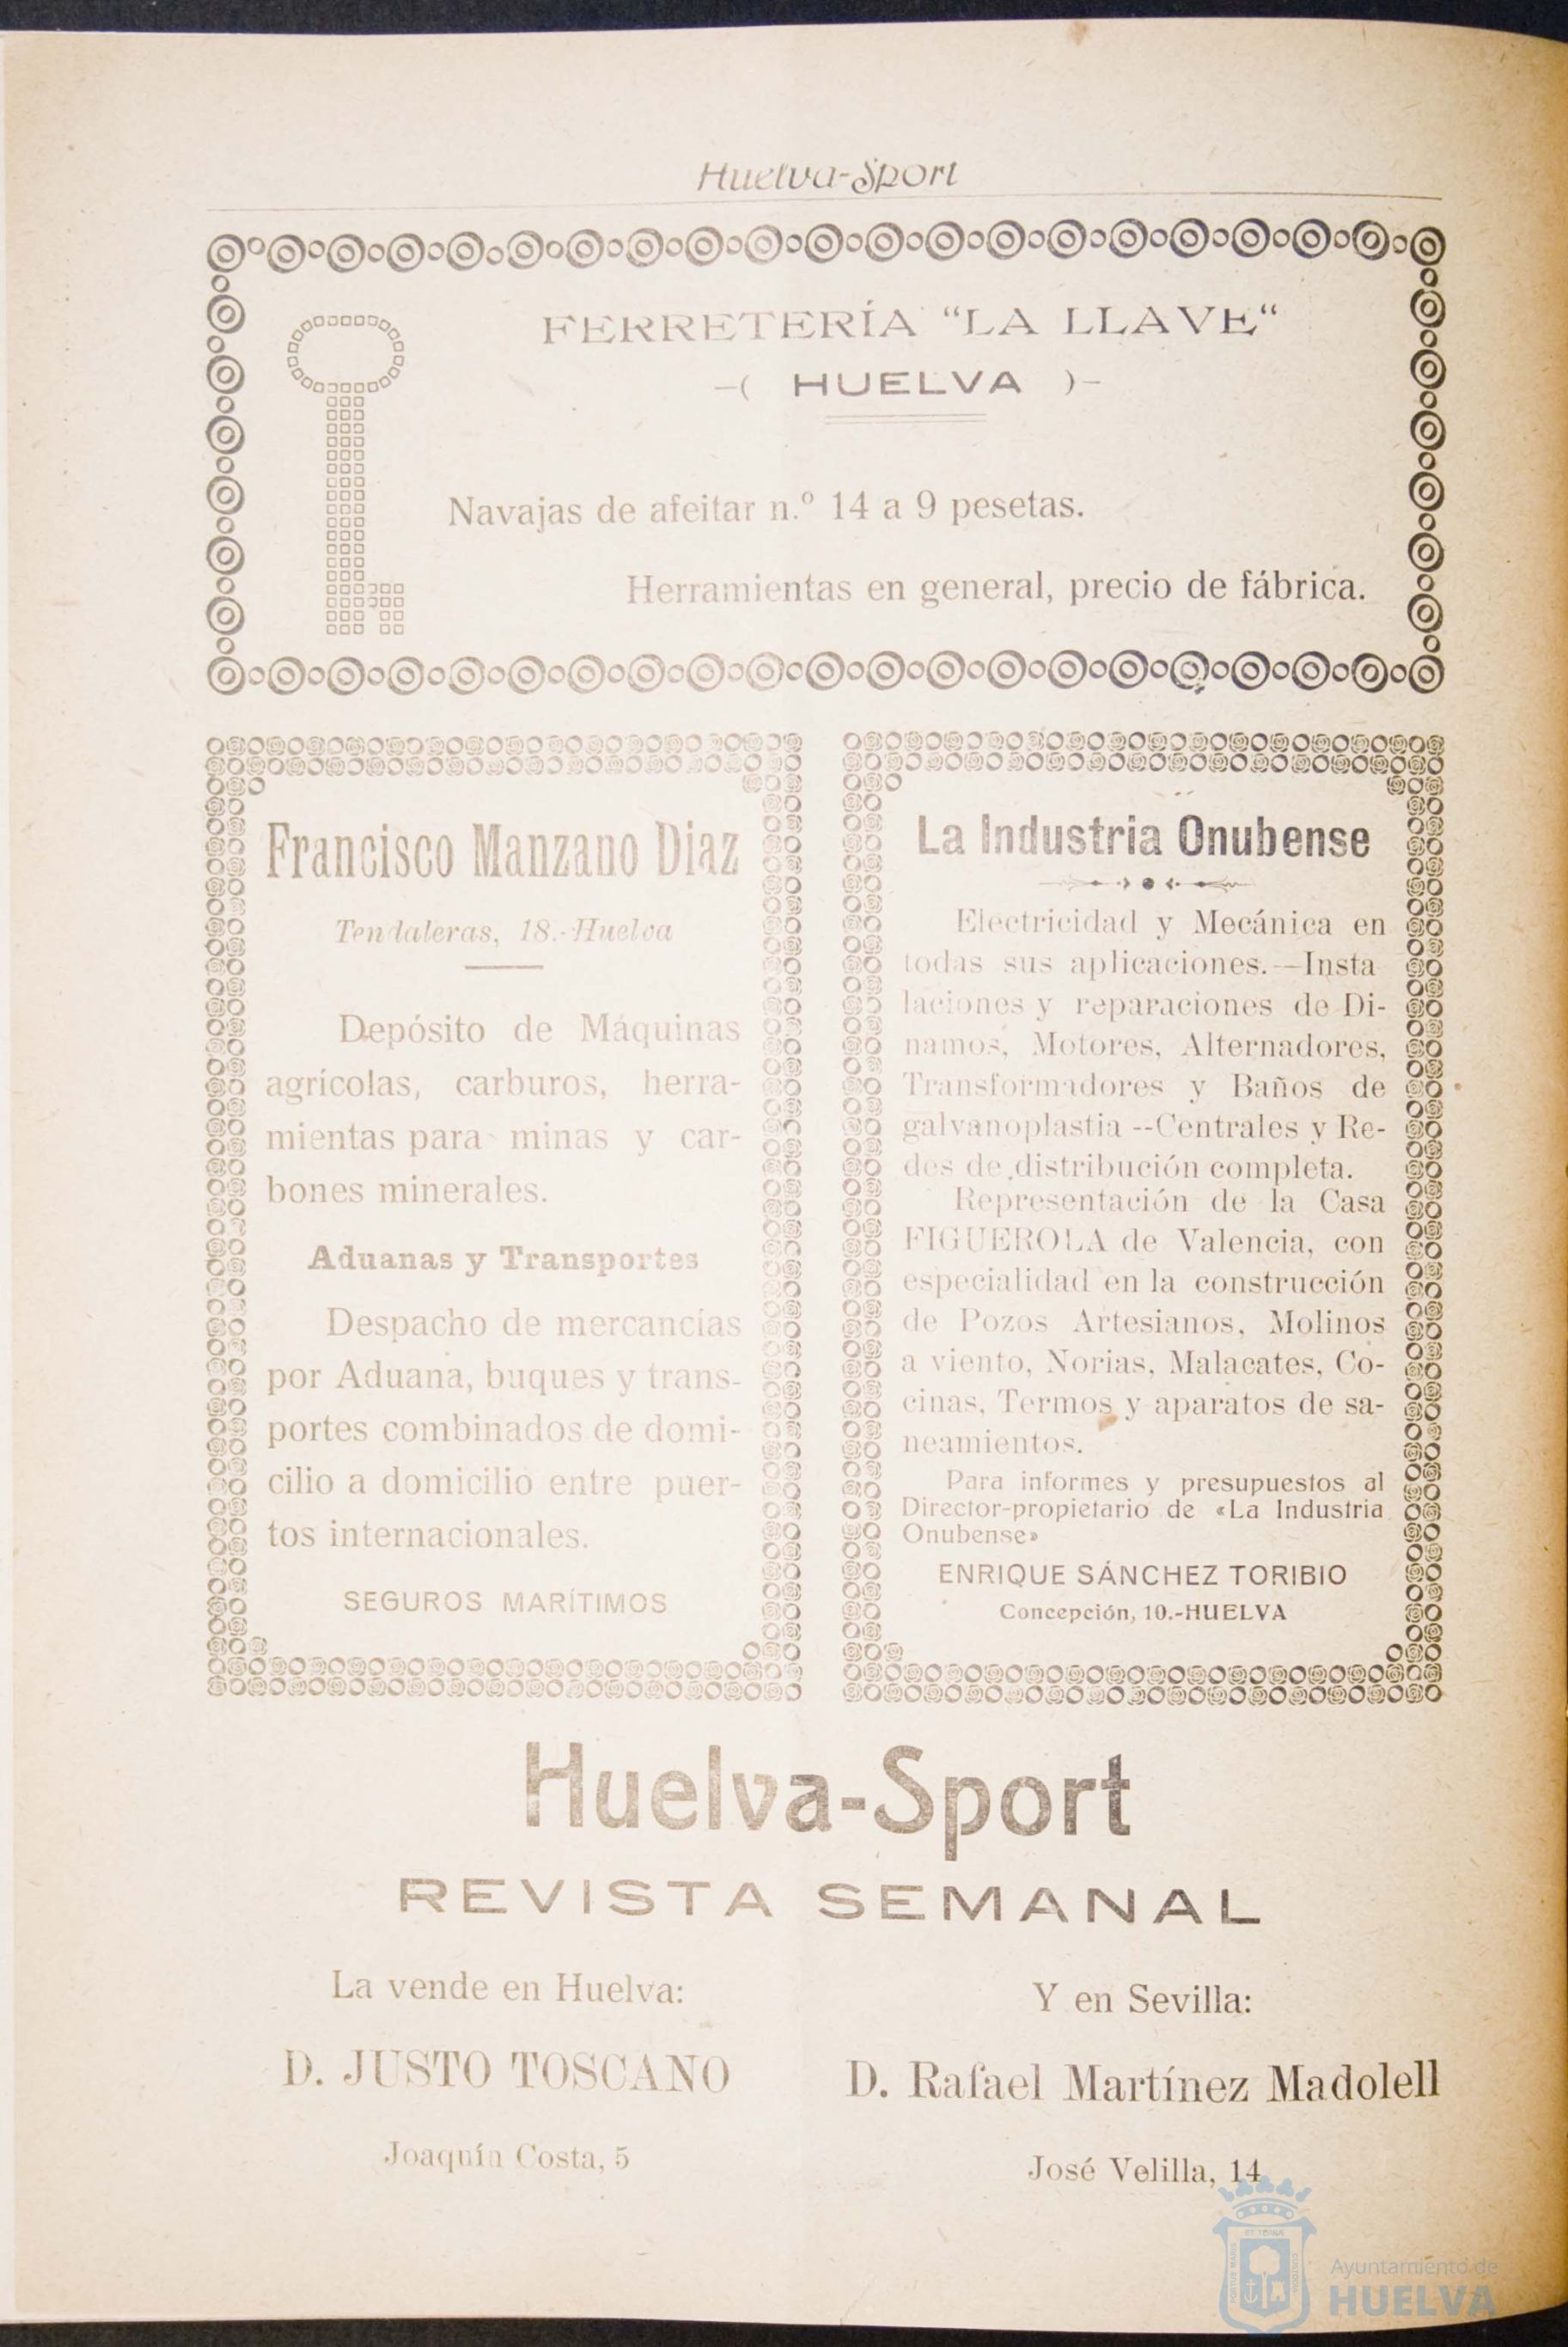 Huelva-Sport
FERRETERÍA “LA LLAVE“
-( HUELVA )-
Navajas de afeitar n.º 14 a 9 pesetas.
Herramientas en general, precio de fábrica.
Francisco Manzano Diaz
Tendaleras, 18.-Huelva
Depósito de Máquinas
agrícolas, carburos, herra-
mientas para minas y car-
bones minerales.
Aduanas y Transportes
Despacho de mercancías
por Aduana, buques y trans-
portes combinados de domi-
cilio a domicilio entre puer-
tos internacionales.
SEGUROS MARÍTIMOS
La Industria Onubense
Electricidad y Mecánica en
todas sus aplicaciones.—Insta
laciones y reparaciones de Di-
namos, Motores, Alternadores,
Transformadores y Baños de
galvanoplastia --Centrales y Re-
des de distribución completa.
Representación de la Casa
FIGUEROLA de Valencia, con
especialidad en la construcción
de Pozos Artesianos, Molinos
a viento, Norias, Malacates, Co-
cinas, Termos y aparatos de sa-
neamientos.
Para informes y presupuestos al
Director-propietario de «La Industria
Onubense»
ENRIQUE SÁNCHEZ TORIBIO
Concepción, 10.-HUELVA
Huelva-Sport
REVISTA SEMANAL
La vende en Huelva:
D. JUSTO TOSCANO
Joaquín Costa, 5
Y en Sevilla:
D. Rafael Martínez Madolell
José Velilla, 14
Ayuntamiento de
HUELVA